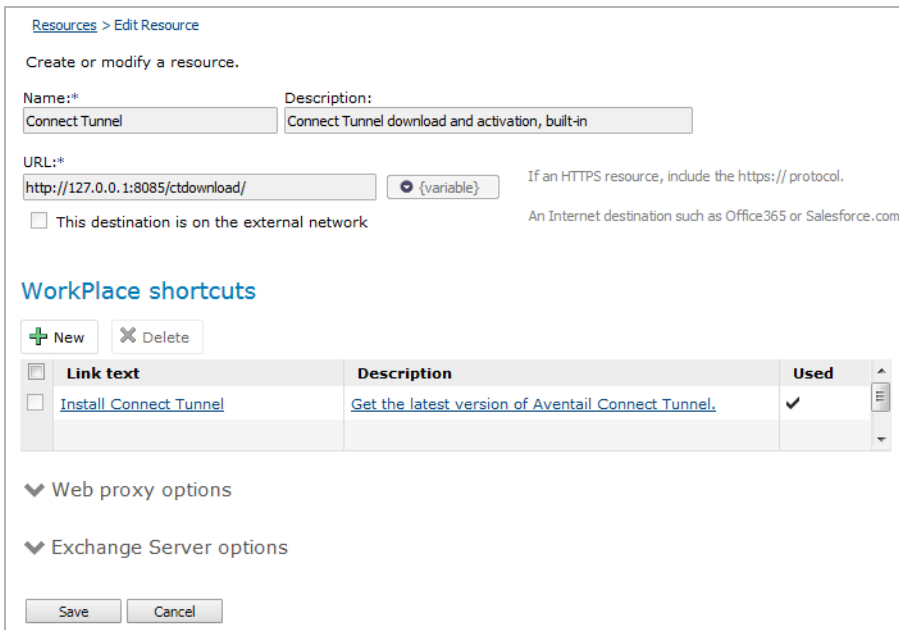 Resources > Edit Resource
Create or modify a resource.
Name:* Description:
Connect Tunnel Connect Tunnel download and activation, built-in
URL:*
http://127.0.0.1:8085/ctdownload/ {variable} If an HTTPS resource, include the https:// protocol.
This destination is on the external network An Internet destination such as Office365 or Salesforce.com
WorkPlace shortcuts
New Delete
Link text Description Used
Install Connect Tunnel Get the latest version of Aventail Connect Tunnel.
Web proxy options
Exchange Server options
Save Cancel